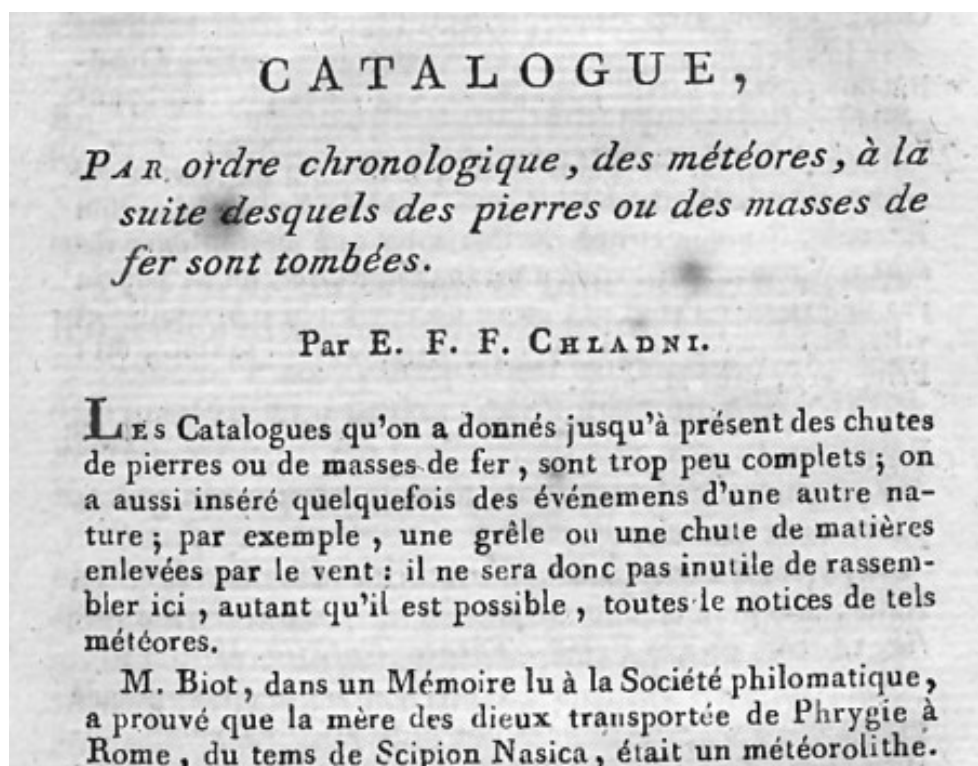 CATALOGUE,
PAR ordre chronologique, des météores, à la
suite desquels des pierres ou des masses de
fer sont tombées.
Par E. F. F. CHLADNI.
LES Catalogues qu'on a donnés jusqu'à présent des chutes
de pierres ou de masses de fer, sont trop peu complets; on
a aussi inséré quelquefois des événemens d'une autre na-
ture; par exemple, une grêle ou une chute de matières
enlevées par le vent: il ne sera donc pas inutile de rassem-
bler ici, autant qu'il est possible, toutes le notices de tels
météores.
M. Biot, dans un Mémoire lu à la Société philomatique,
a prouvé que la mère des dieux transportée de Phrygie à
Rome, du tems de Scipion Nasica, était un météorolithe.